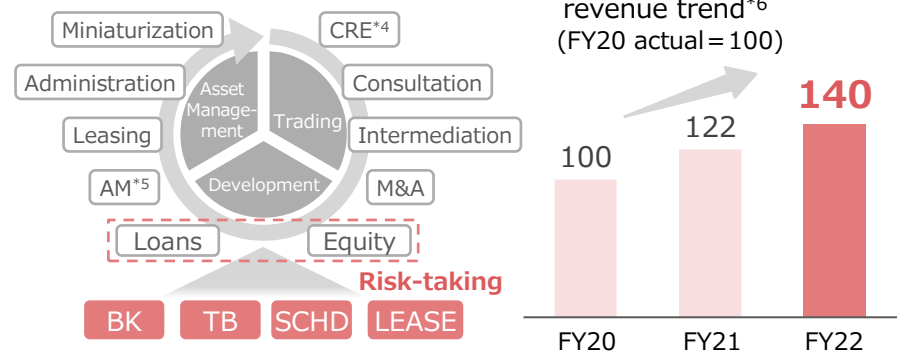 Miniaturization
CRE*4
Administration
Consultation
Asset
Manage-
ment
Trading
Leasing
Intermediation
AM*5
Development
M&A
Loans
Equity
Risk-taking
BK
TB
SCHD
LEASE
revenue trend*6
(FY20 actual=100)
100
122
140
FY20
FY21
FY22